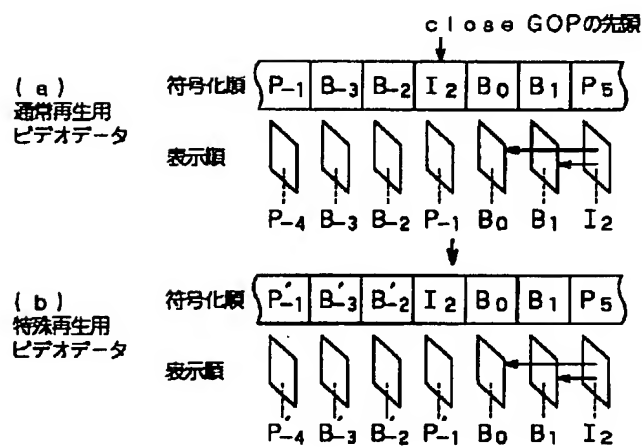 close GOPの先頭
(a)
通常再生用
ビデオデータ
符号化順 P-1 B-3 B-2 I2 B0 B1 P5
表示順
P-4 B-3 B-2 P-1 B0 B1 I2
(b)
特殊再生用
ビデオデータ
符号化順 P'-1 B'-3 B'-2 I2 B0 B1 P5
表示順
P'-4 B'-3 B'-2 P'-1 B0 B1 I2